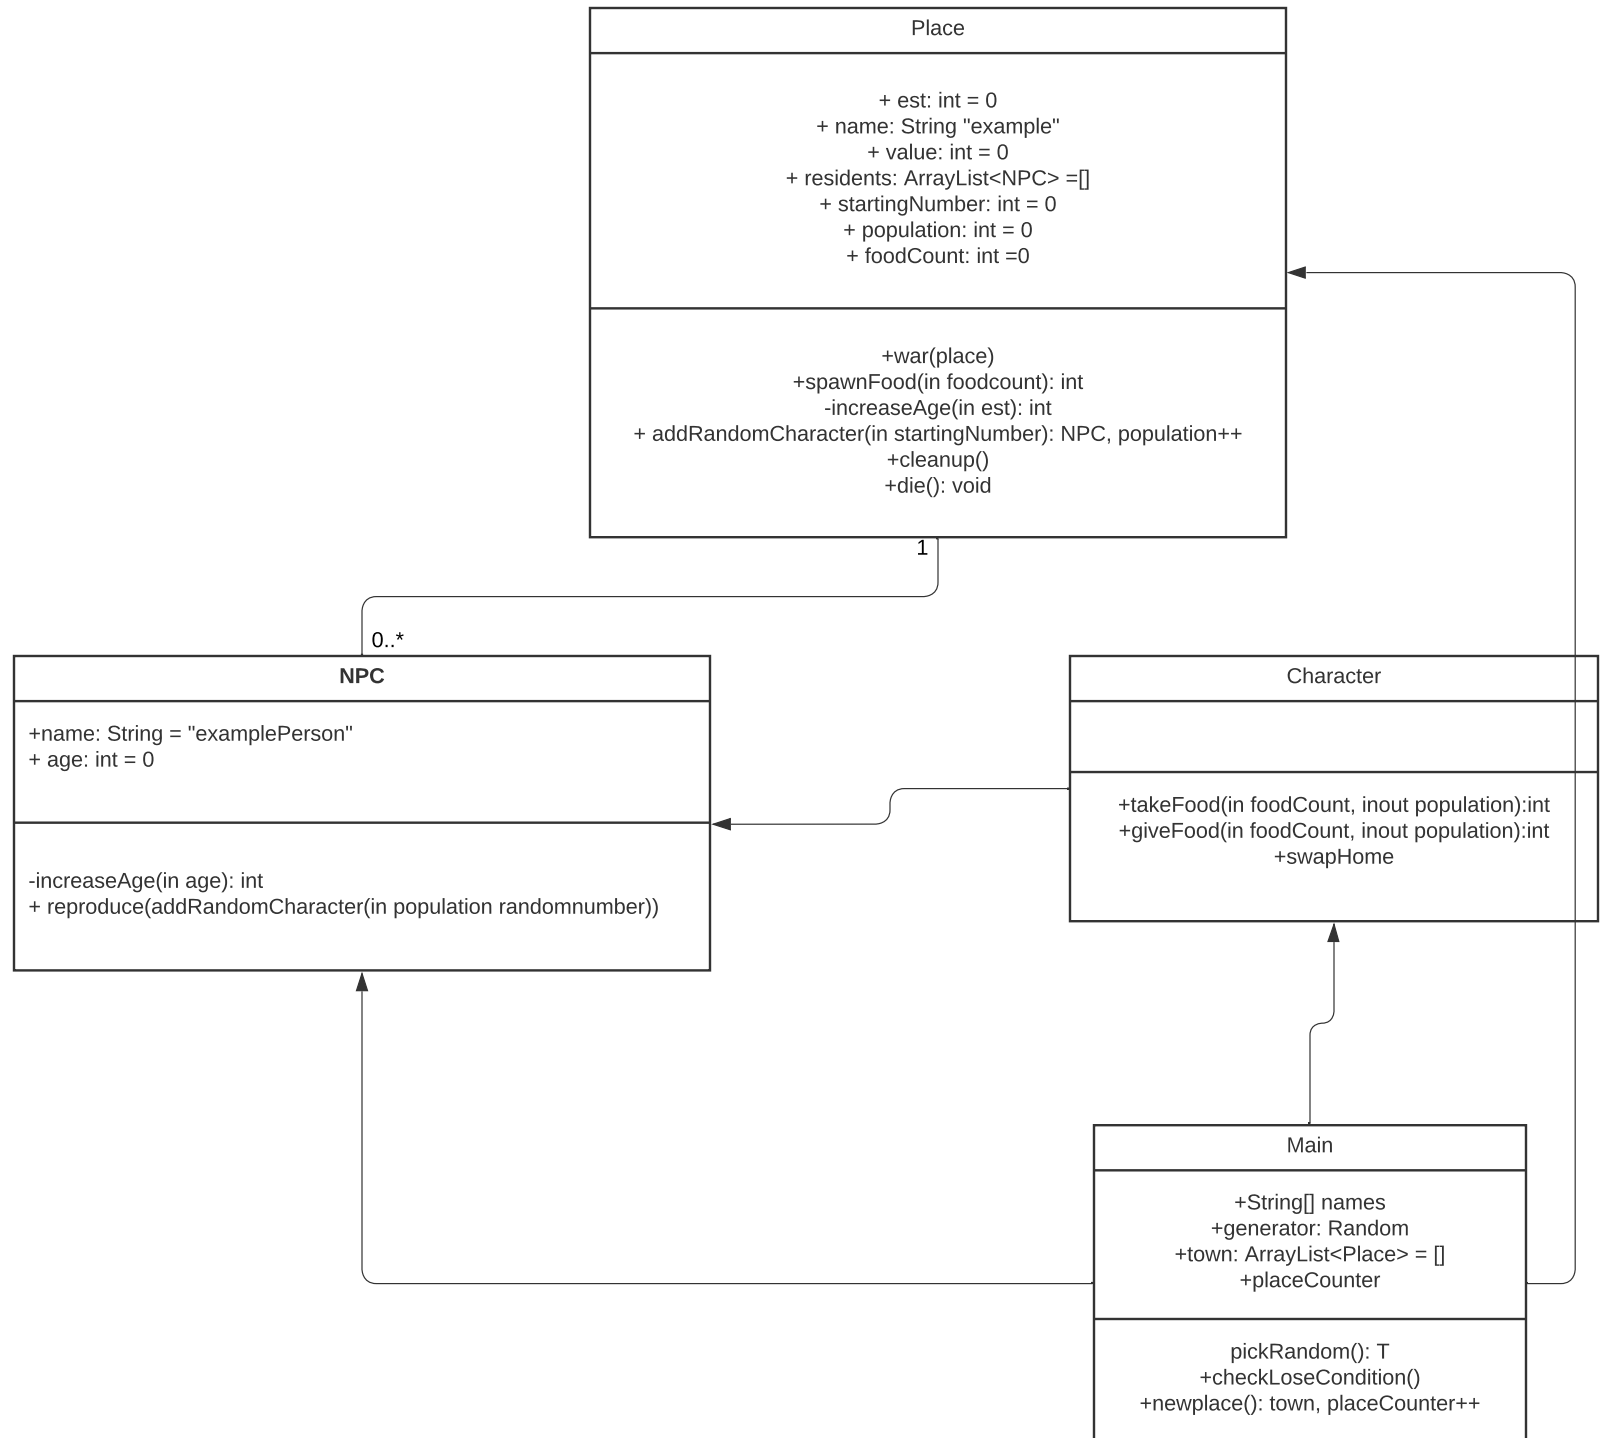 Place
+ est: int = 0
+ name: String "example"
+ value: int = 0
+ residents: ArrayList<NPC> =[]
+ startingNumber: int = 0
+ population: int = 0
+ foodCount: int =0
+war(place)
+spawnFood(in foodcount): int
-increaseAge(in est): int
+ addRandomCharacter(in startingNumber): NPC, population++
+cleanup()
+die(): void
1
0..*
NPC
+name: String = "examplePerson"
+ age: int = 0
-increaseAge(in age): int
+ reproduce(addRandomCharacter(in population randomnumber))
Character
+takeFood(in foodCount, inout population):int
+giveFood(in foodCount, inout population):int
+swapHome
Main
+String[] names
+generator: Random
+town: ArrayList<Place> = []
+placeCounter
pickRandom(): T
+checkLoseCondition()
+newplace(): town, placeCounter++